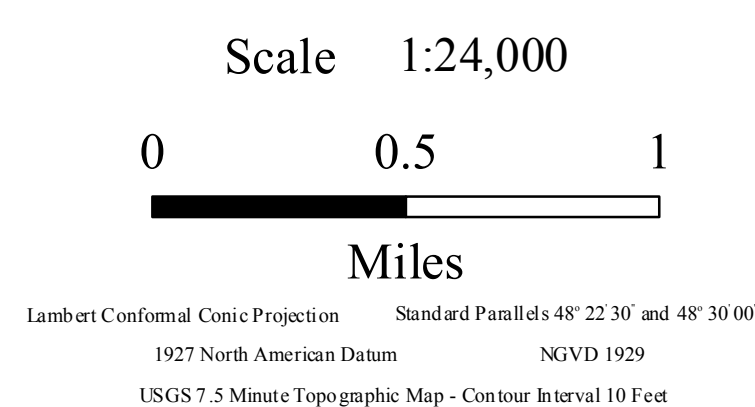 Scale 1:24,000
0 0.5 1
Miles
Lambert Conformal Conic Projection Standard Parallels 48° 22' 30" and 48° 30' 00"
1927 North American Datum NGVD 1929
USGS 7.5 Minute Topographic Map - Contour Interval 10 Feet